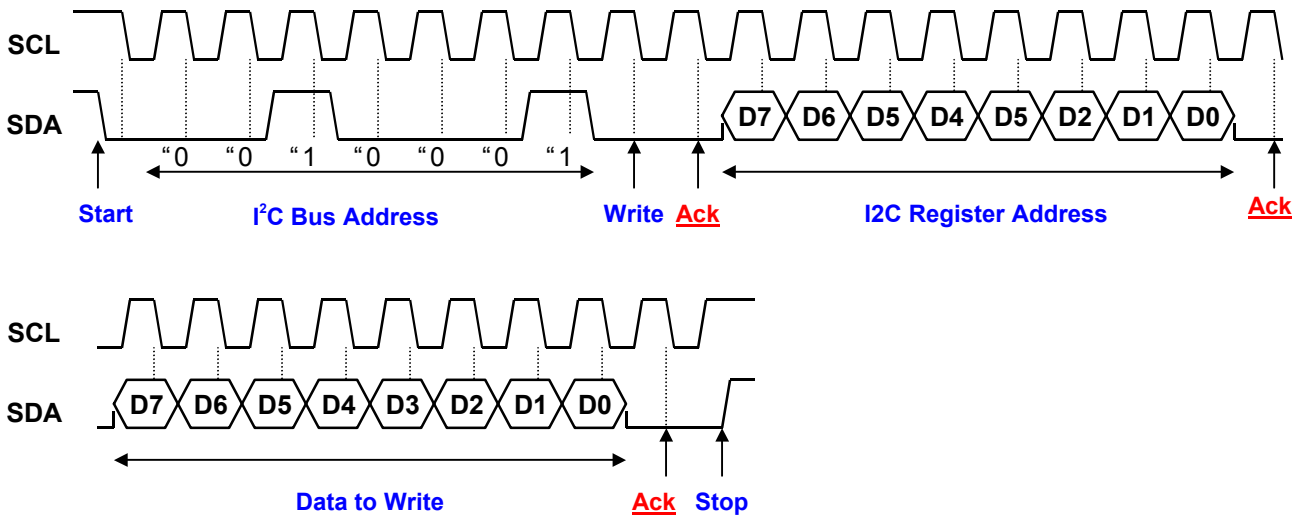 SCL
SDA
D7 D6 D5 D4 D5 D2 D1 D0
“0 “0 “1 “0 “0 “0 “1
Start I²C Bus Address Write Ack I2C Register Address Ack
SCL
SDA
D7 D6 D5 D4 D3 D2 D1 D0
Data to Write Ack Stop